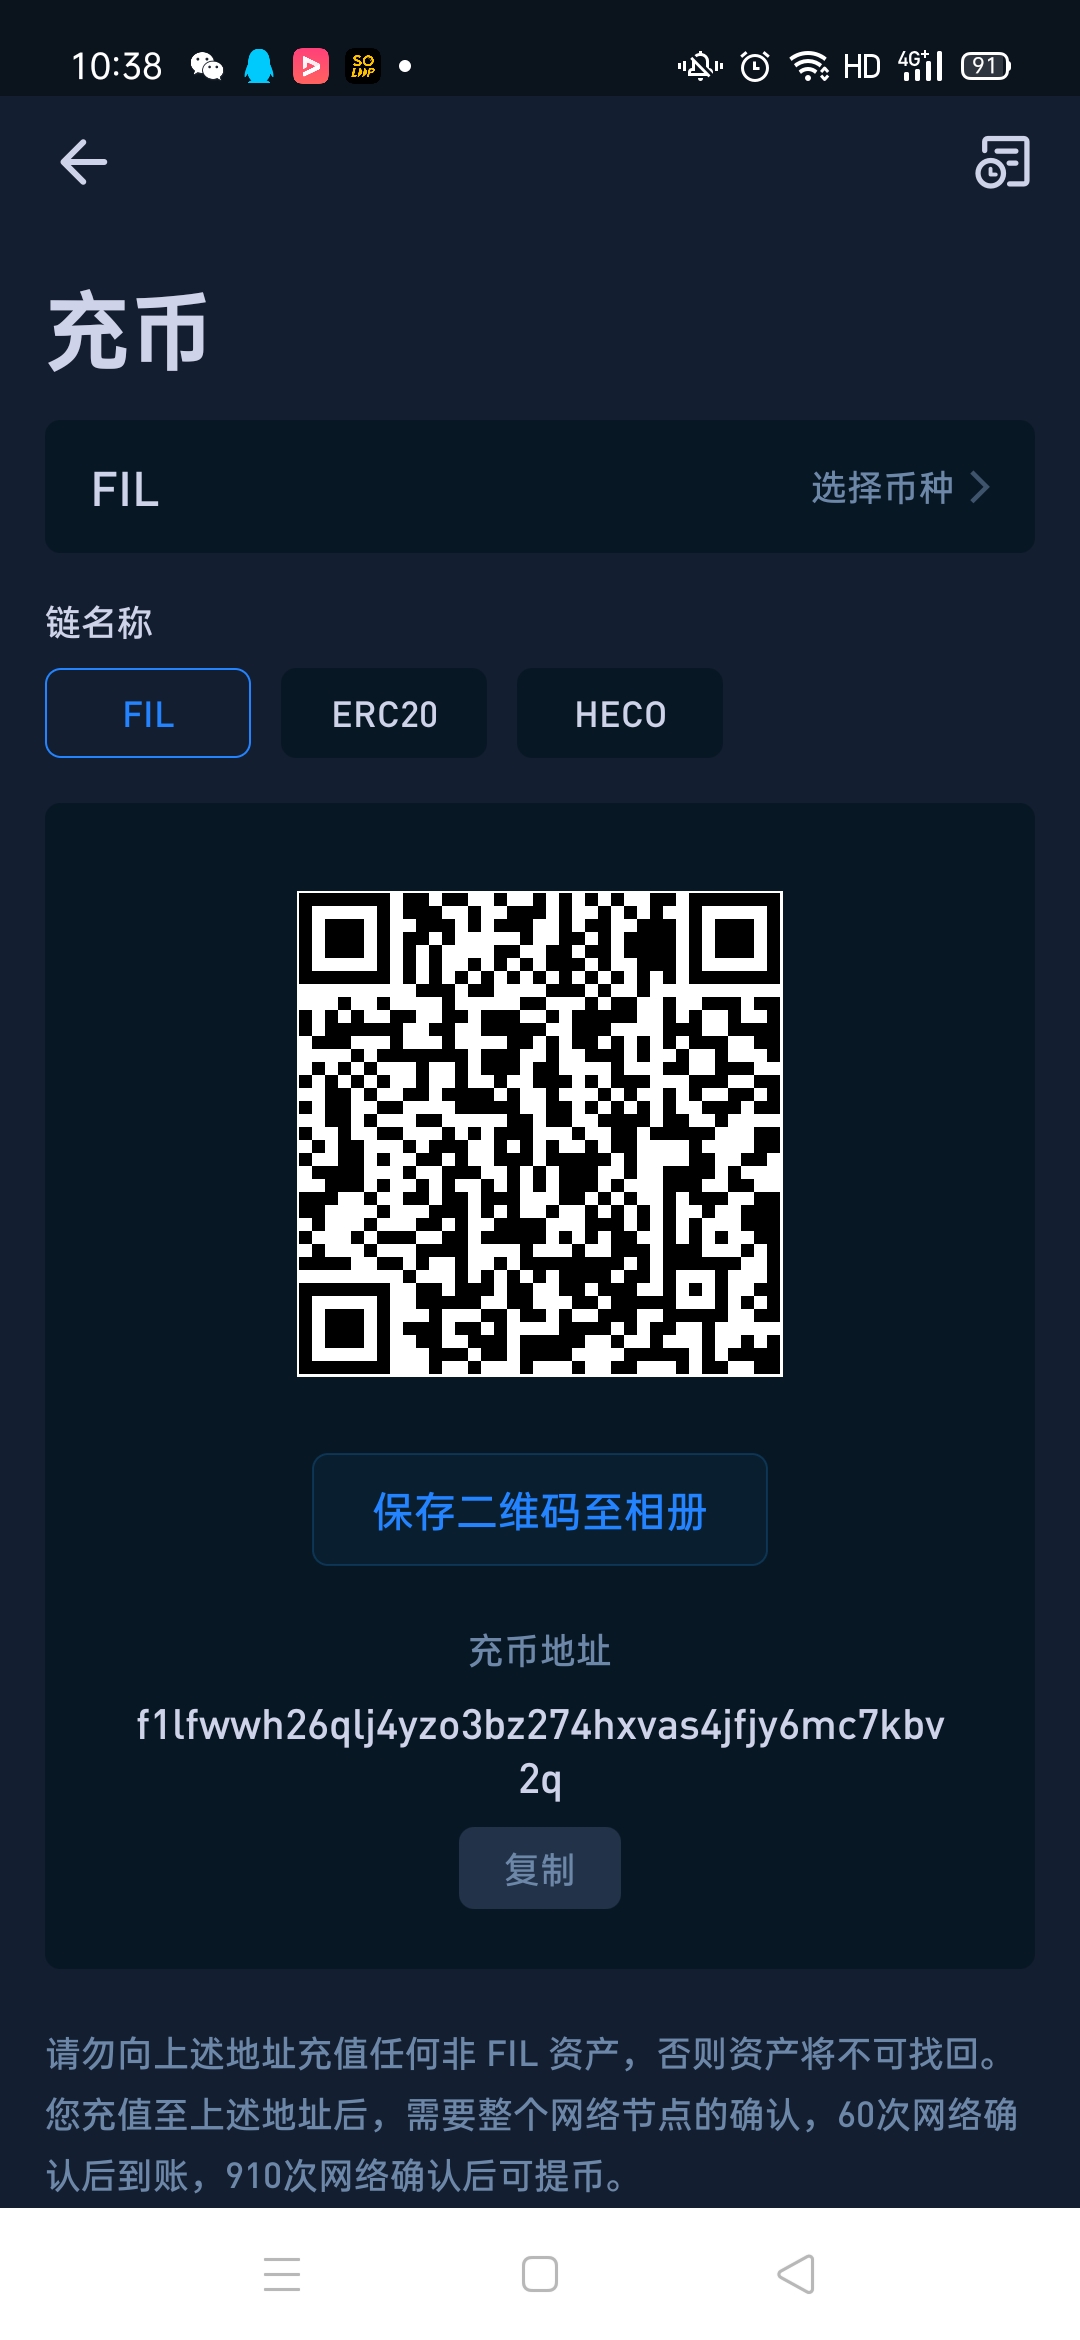 10:38
SO
LOOP
HD
4G+
91
充币
FIL
选择币种
链名称
FIL
ERC20
HECO
保存二维码至相册
充币地址
f1lfwwh26qlj4yzo3bz274hxvas4jfjy6mc7kbv
2q
复制
请勿向上述地址充值任何非 FIL 资产，否则资产将不可找回。
您充值至上述地址后，需要整个网络节点的确认，60次网络确
认后到账，910次网络确认后可提币。